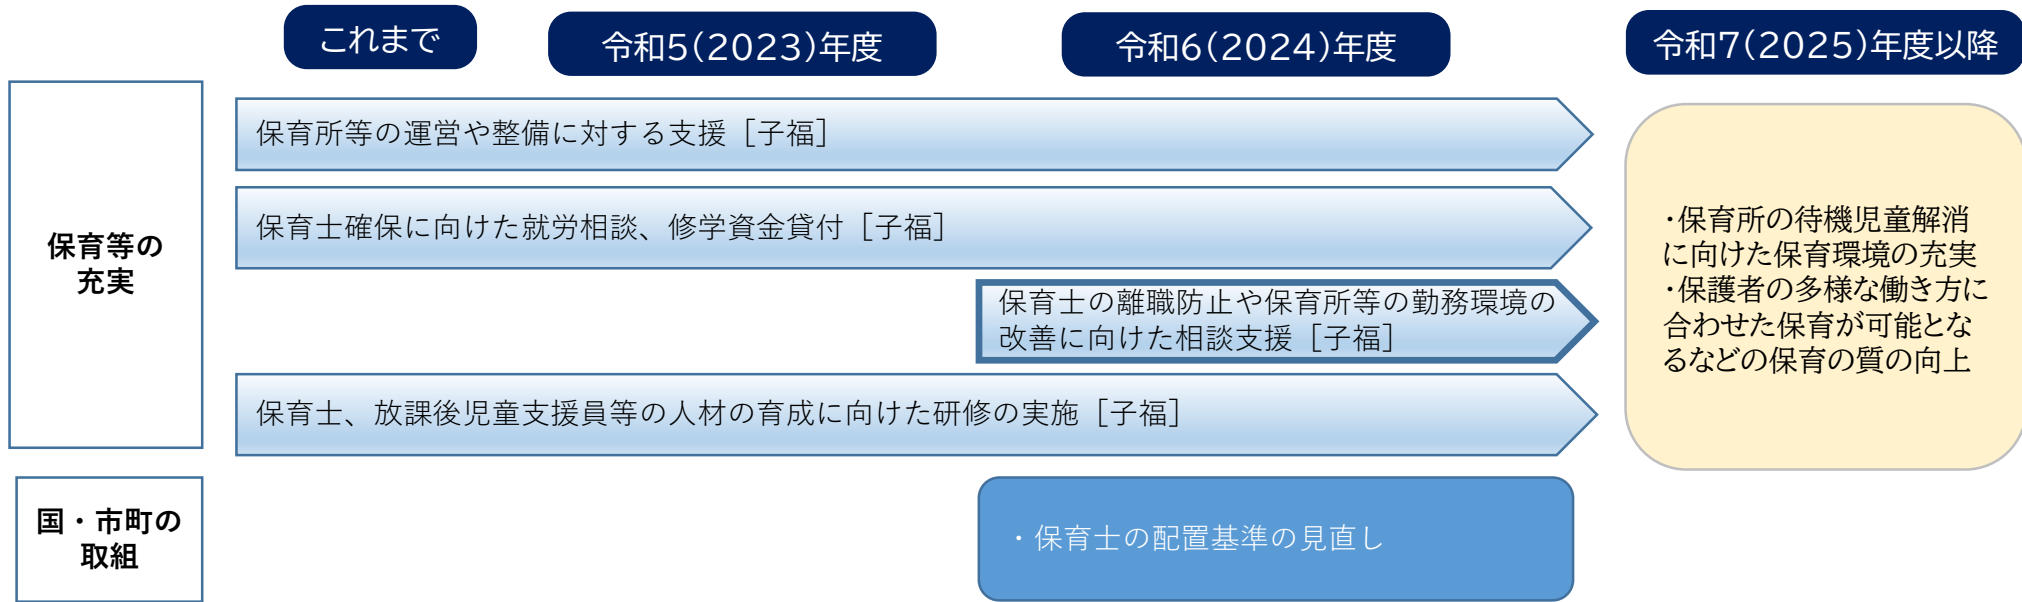 これまで
令和5(2023)年度
令和6(2024)年度
令和7(2025)年度以降
保育等の
充実
保育所等の運営や整備に対する支援［子福］
保育士確保に向けた就労相談、修学資金貸付［子福］
保育士の離職防止や保育所等の勤務環境の
改善に向けた相談支援［子福］
保育士、放課後児童支援員等の人材の育成に向けた研修の実施［子福］
・保育所の待機児童解消
に向けた保育環境の充実
・保護者の多様な働き方に
合わせた保育が可能とな
るなどの保育の質の向上
国・市町の
取組
・保育士の配置基準の見直し